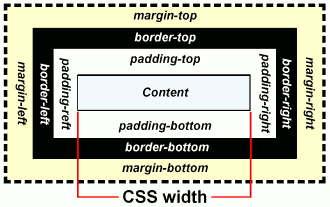 margin-top
border-top
padding-top
margin-left
border-left
padding-reft
Content
padding-right
border-right
margin-right
padding-bottom
border-bottom
margin-bottom
CSS width